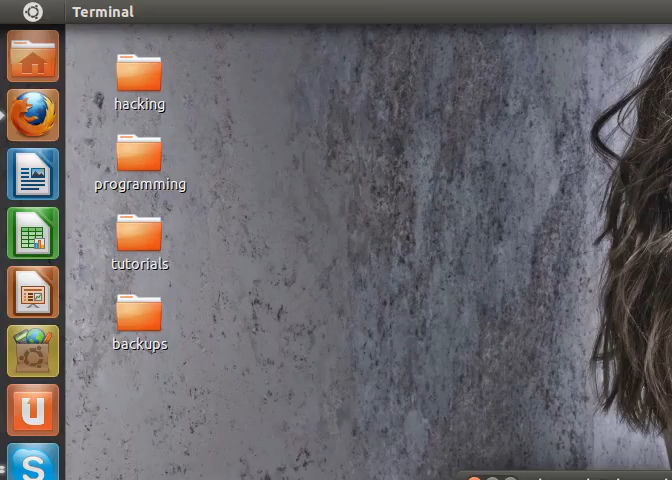 Terminal
hacking
programming
tutorials
backups